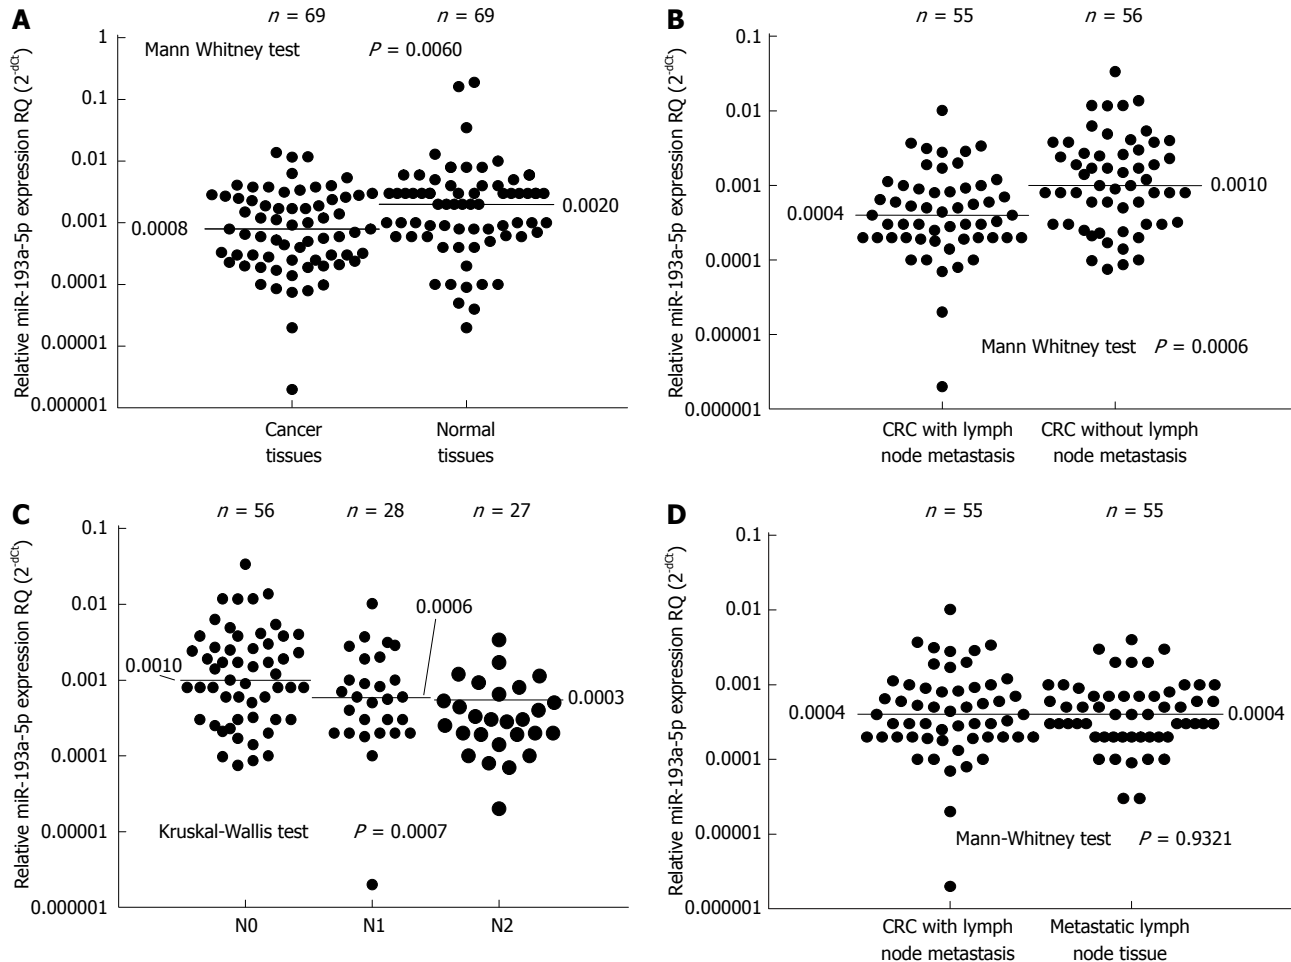 A
n = 69
n = 69
Mann Whitney test
P = 0.0060
Relative miR-193a-5p expression RQ (2-dCt)
1
0.1
0.01
0.001
0.0001
0.00001
0.000001
0.0008
0.0020
Cancer
tissues
Normal
tissues
B
n = 55
n = 56
Relative miR-193a-5p expression RQ (2-dCt)
0.1
0.01
0.001
0.0001
0.00001
0.000001
0.0004
0.0010
Mann Whitney test
P = 0.0006
CRC with lymph
node metastasis
CRC without lymph
node metastasis
C
n = 56
n = 28
n = 27
Relative miR-193a-5p expression RQ (2-dCt)
0.1
0.01
0.001
0.0001
0.00001
0.000001
0.0010
0.0006
0.0003
Kruskal-Wallis test
P = 0.0007
N0
N1
N2
D
n = 55
n = 55
Relative miR-193a-5p expression RQ (2-dCt)
0.1
0.01
0.001
0.0001
0.00001
0.000001
0.0004
0.0004
Mann-Whitney test
P = 0.9321
CRC with lymph
node metastasis
Metastatic lymph
node tissue